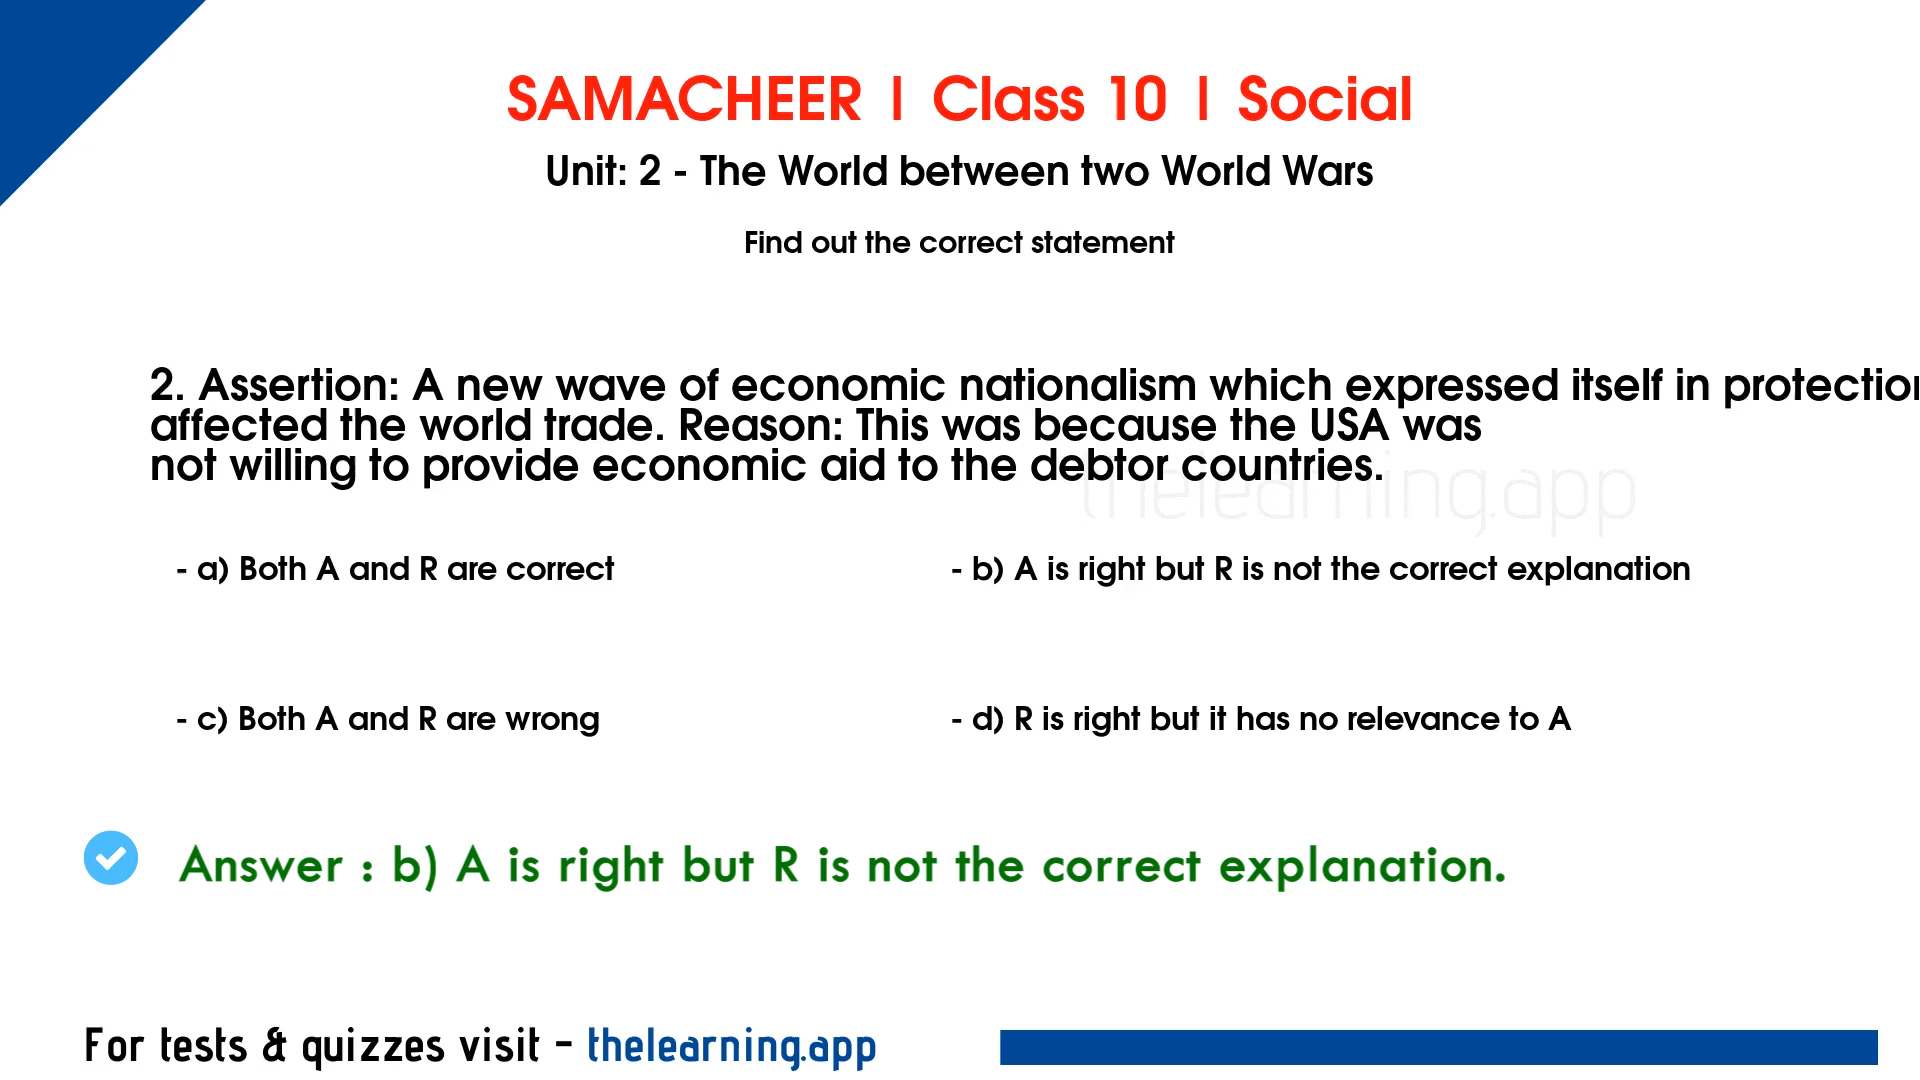 SAMACHEER | Class 10 | Social
Unit: 2 - The World between two World Wars
Find out the correct statement
2. Assertion: A new wave of economic nationalism which expressed itself in protection
affected the world trade. Reason: This was because the USA was
not willing to provide economic aid to the debtor countries.
thelearning.app
- a) Both A and R are correct
- b) A is right but R is not the correct explanation
- c) Both A and R are wrong
- d) R is right but it has no relevance to A
Answer : b) A is right but R is not the correct explanation.
For tests & quizzes visit - thelearning.app